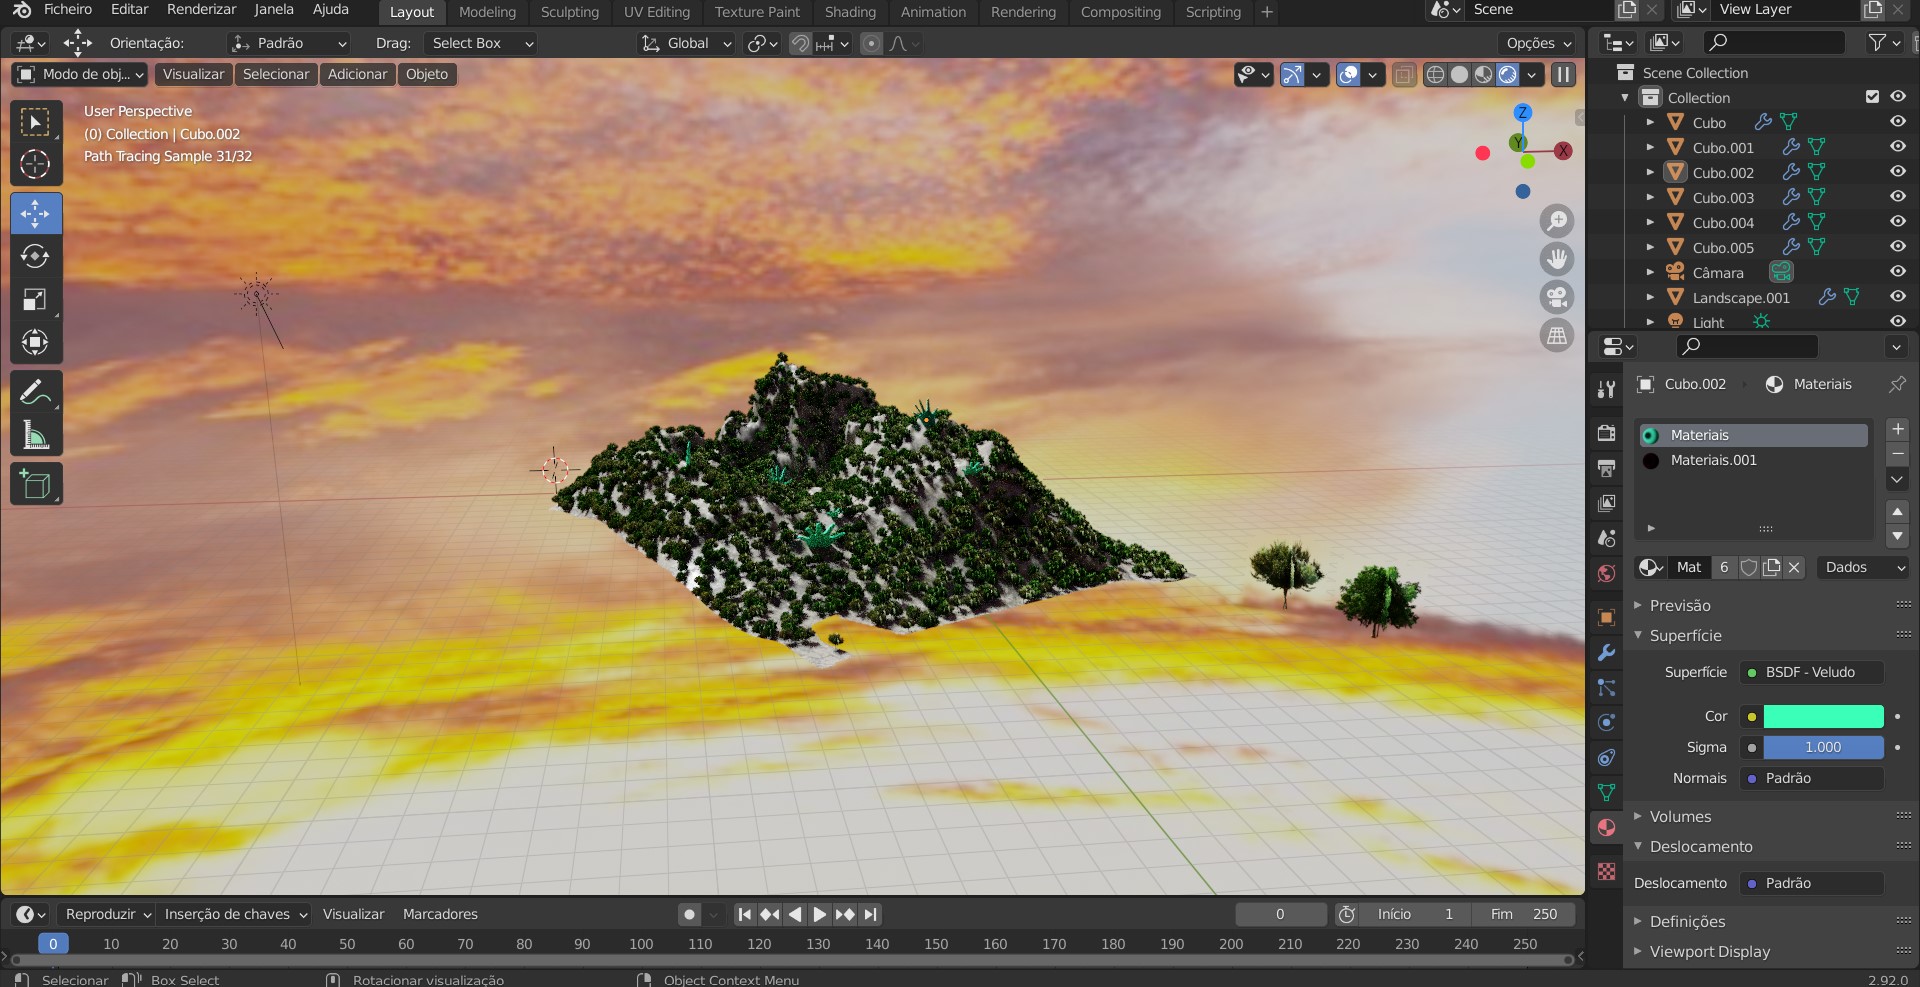 Ficheiro Editar Renderizar Janela Ajuda Layout Modeling Sculpting UV Editing Texture Paint Shading Animation Rendering Compositing Scripting + Scene View Layer
Orientação: Padrão Drag: Select Box Global Opções
Modo de obj... Visualizar Selecionar Adicionar Objeto
User Perspective
(0) Collection | Cubo.002
Path Tracing Sample 31/32
Z
Y
X
Scene Collection
Collection
Cubo
Cubo.001
Cubo.002
Cubo.003
Cubo.004
Cubo.005
Câmara
Landscape.001
Light
Cubo.002 Materiais
Materiais
Materiais.001
Mat 6 Dados
Previsão
Superfície
Superfície BSDF - Veludo
Cor
Sigma 1.000
Normais Padrão
Volumes
Deslocamento
Deslocamento Padrão
Definições
Viewport Display
Reproduzir Inserção de chaves Visualizar Marcadores 0 Início 1 Fim 250
0 10 20 30 40 50 60 70 80 90 100 110 120 130 140 150 160 170 180 190 200 210 220 230 240 250
Selecionar Box Select Rotacionar visualização Object Context Menu 2.92.0